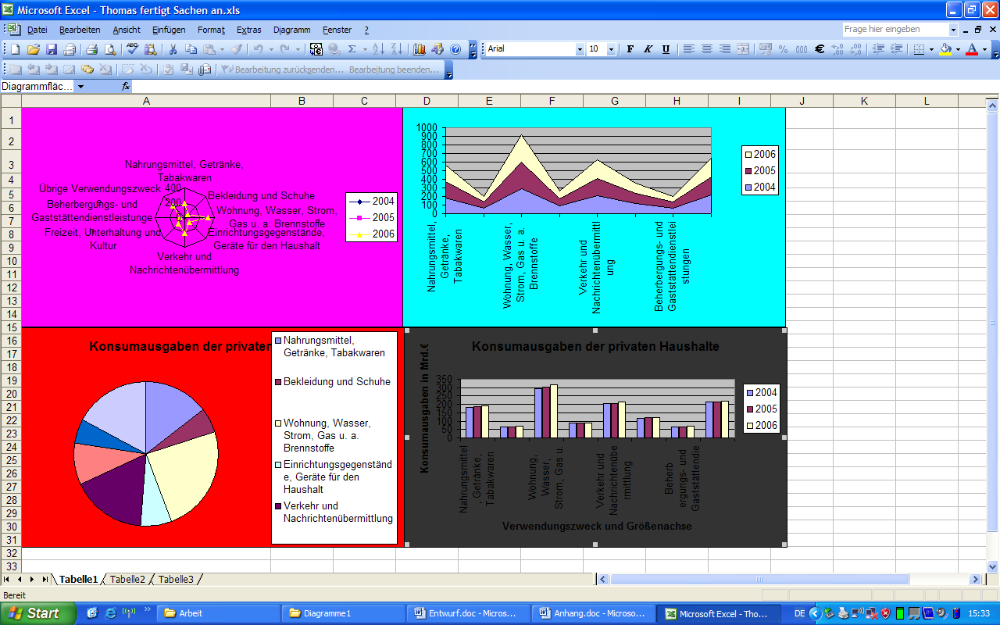 Microsoft Excel - Thomas fertigt Sachen an.xls
Datei Bearbeiten Ansicht Einfügen Format Extras Diagramm Fenster ?
Frage hier eingeben
Arial 10 F K U % 000 €
Bearbeitung zurücksenden... Bearbeitung beenden...
Diagrammfläc... fx
A B C D E F G H I J K L
1
2
3
4
5
6
7
8
9
10
11
12
13
14
15
16
17
18
19
20
21
22
23
24
25
26
27
28
29
30
31
32
33
Nahrungsmittel, Getränke,
Tabakwaren
Übrige Verwendungszweck
400
Bekleidung und Schuhe
Beherbergungs- und
Gaststättendienstleistunge
200
0
Wohnung, Wasser, Strom,
Gas u. a. Brennstoffe
Freizeit, Unterhaltung und
Kultur
Einrichtungsgegenstände,
Geräte für den Haushalt
Verkehr und
Nachrichtenübermittlung
2004
2005
2006
1000
900
800
700
600
500
400
300
200
100
0
Nahrungsmittel,
Getränke,
Tabakwaren
Wohnung, Wasser,
Strom, Gas u. a.
Brennstoffe
Verkehr und
Nachrichtenübermittl
ung
Beherbergungs- und
Gaststättendienstlei
stungen
2006
2005
2004
Konsumausgaben der privaten
Nahrungsmittel,
Getränke, Tabakwaren
Bekleidung und Schuhe
Wohnung, Wasser,
Strom, Gas u. a.
Brennstoffe
Einrichtungsgegenständ
e, Geräte für den
Haushalt
Verkehr und
Nachrichtenübermittlung
Konsumausgaben der privaten Haushalte
Konsumausgaben in Mrd.€
350
300
250
200
150
100
50
0
Nahrungsmittel
, Getränke,
Tabakwaren
Wohnung,
Wasser,
Strom, Gas u.
Verkehr und
Nachrichtenübe
rmittlung
Beherb
ergungs- und
Gaststättendie
Verwendungszweck und Größenachse
2004
2005
2006
Tabelle1 Tabelle2 Tabelle3
Bereit
Start Arbeit Diagramme1 Entwurf.doc - Micros... Anhang.doc - Microso... Microsoft Excel - Tho... DE 15:33